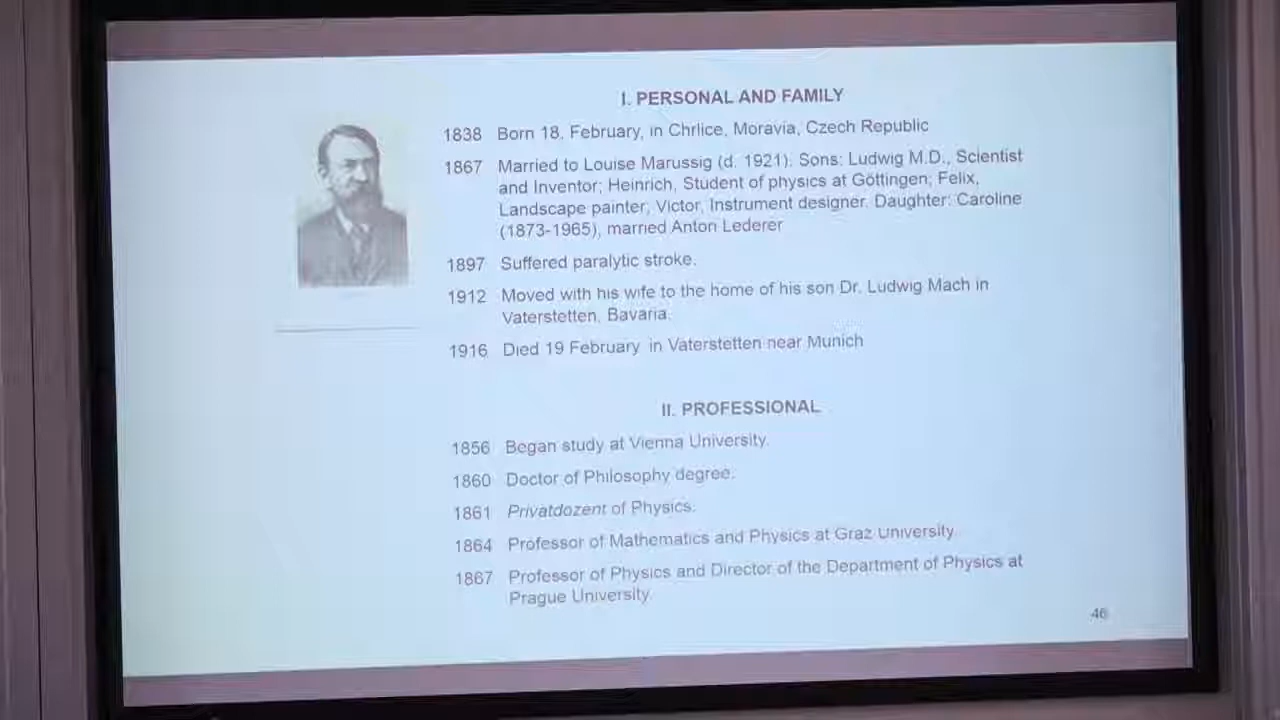 I. PERSONAL AND FAMILY
1838 Born 18. February, in Chrlice, Moravia, Czech Republic
1867 Married to Louise Marussig (d. 1921). Sons: Ludwig M.D., Scientist
and Inventor; Heinrich, Student of physics at Göttingen; Felix,
Landscape painter; Victor, Instrument designer. Daughter: Caroline
(1873-1965), married Anton Lederer
1897 Suffered paralytic stroke.
1912 Moved with his wife to the home of his son Dr. Ludwig Mach in
Vaterstetten, Bavaria.
1916 Died 19 February in Vaterstetten near Munich
II. PROFESSIONAL
1856 Began study at Vienna University.
1860 Doctor of Philosophy degree.
1861 Privatdozent of Physics.
1864 Professor of Mathematics and Physics at Graz University.
1867 Professor of Physics and Director of the Department of Physics at
Prague University.
46